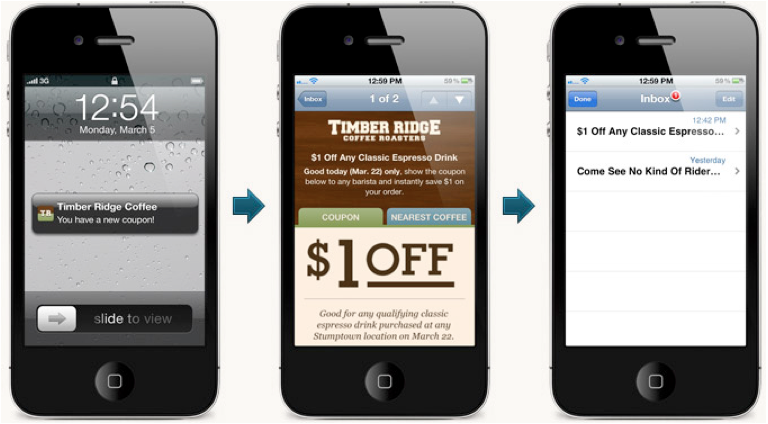 3G
12:54
Monday, March 5
Timber Ridge Coffee
You have a new coupon!
slide to view
12:59 PM
59%
Inbox
1 of 2
TIMBER RIDGE
COFFEE ROASTERS
$1 Off Any Classic Espresso Drink
Good today (Mar. 22) only, show the coupon
below to any barista and instantly save $1 on
your order.
COUPON
NEAREST COFFEE
$1 OFF
Good for any qualifying classic
espresso drink purchased at any
Stumptown location on March 22.
12:59 PM
59%
Done
Inbox
1
Edit
12:42 PM
$1 Off Any Classic Espresso...
Yesterday
Come See No Kind Of Rider...